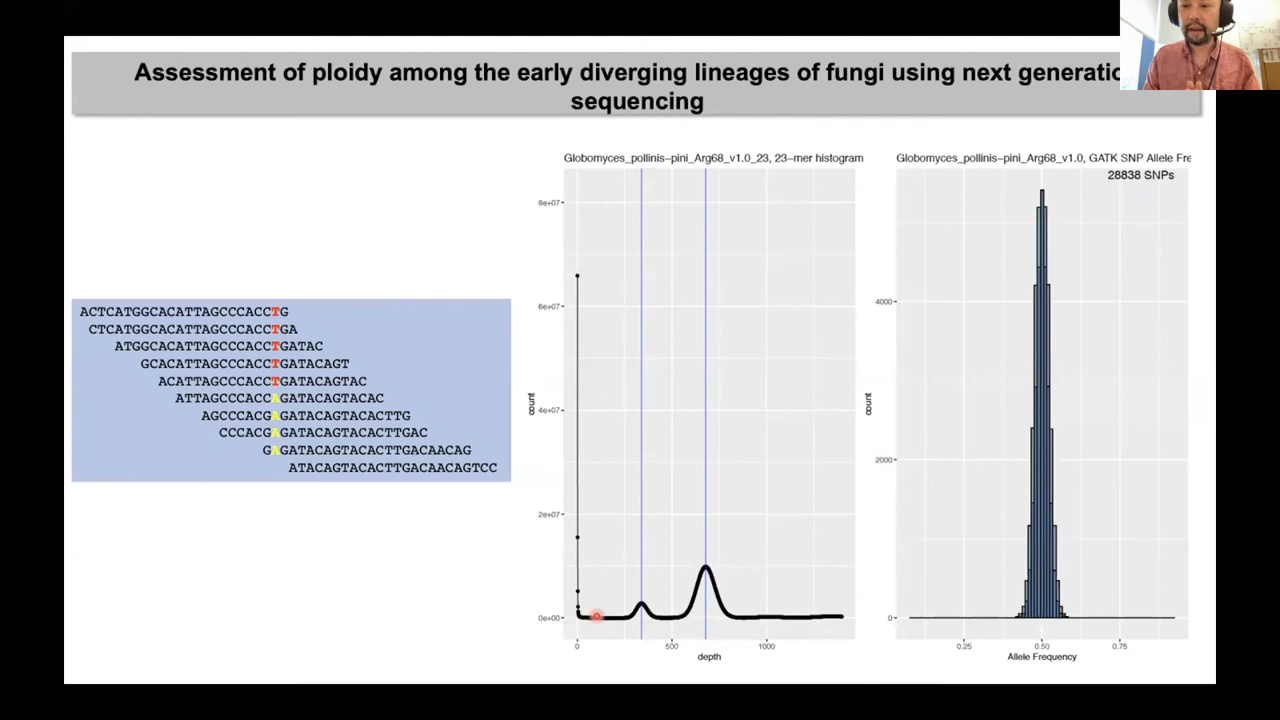 Assessment of ploidy among the early diverging lineages of fungi using next generatio
sequencing
ACTCATGGCACATTAGCCCACCTG
CTCATGGCACATTAGCCCACCTGA
ATGGCACATTAGCCCACCTGATAC
GCACATTAGCCCACCTGATACAGT
ACATTAGCCCACCTGATACAGTAC
ATTAGCCCACCAGATACAGTACAC
AGCCCACGAGATACAGTACACTTG
CCCACGAGATACAGTACACTTGAC
GAGATACAGTACACTTGACAACAG
ATACAGTACACTTGACAACAGTCC
Globomyces_pollinis-pini_Arg68_v1.0_23, 23-mer histogram
8e+07
6e+07
4e+07
2e+07
0e+00
count
0
500
1000
depth
Globomyces_pollinis-pini_Arg68_v1.0, GATK SNP Allele Fre
28838 SNPs
4000
2000
0
count
0.25
0.50
0.75
Allele Frequency